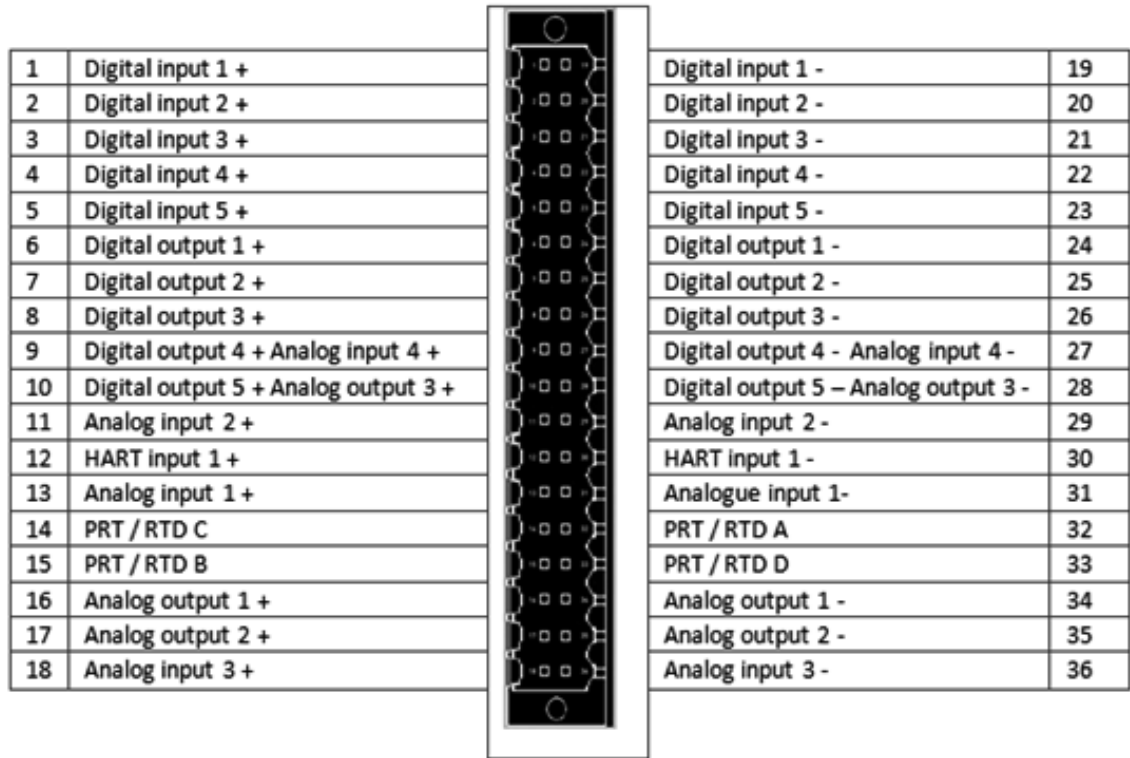 1 Digital input 1 + Digital input 1 - 19
2 Digital input 2 + Digital input 2 - 20
3 Digital input 3 + Digital input 3 - 21
4 Digital input 4 + Digital input 4 - 22
5 Digital input 5 + Digital input 5 - 23
6 Digital output 1 + Digital output 1 - 24
7 Digital output 2 + Digital output 2 - 25
8 Digital output 3 + Digital output 3 - 26
9 Digital output 4 + Analog input 4 + Digital output 4 - Analog input 4 - 27
10 Digital output 5 + Analog output 3 + Digital output 5 – Analog output 3 - 28
11 Analog input 2 + Analog input 2 - 29
12 HART input 1 + HART input 1 - 30
13 Analog input 1 + Analogue input 1- 31
14 PRT / RTD C PRT / RTD A 32
15 PRT / RTD B PRT / RTD D 33
16 Analog output 1 + Analog output 1 - 34
17 Analog output 2 + Analog output 2 - 35
18 Analog input 3 + Analog input 3 - 36